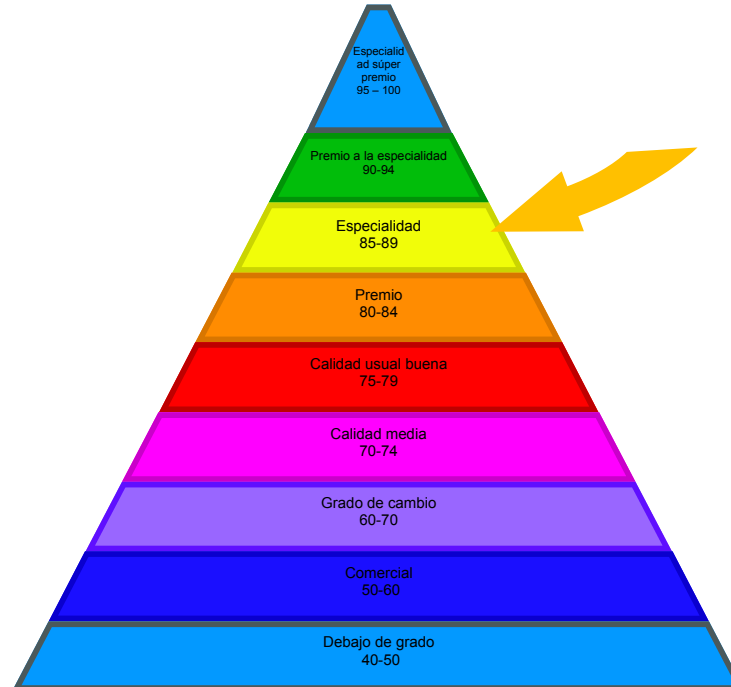 Especialid
ad súper
premio
95 – 100
Premio a la especialidad
90-94
Especialidad
85-89
Premio
80-84
Calidad usual buena
75-79
Calidad media
70-74
Grado de cambio
60-70
Comercial
50-60
Debajo de grado
40-50